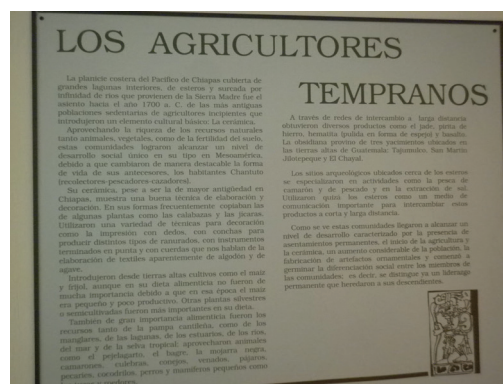 LOS AGRICULTORES
TEMPRANOS
La planicie costera del Pacífico de Chiapas cubierta de
grandes lagunas interiores, de esteros y surcada por
infinidad de ríos que provienen de la Sierra Madre fue el
asiento hacia el año 1700 a. C. de las más antiguas
poblaciones sedentarias de agricultores incipientes que
introdujeron un elemento cultural básico: La cerámica.
Aprovechando la riqueza de los recursos naturales
tanto animales, vegetales, como de la fertilidad del suelo,
estas comunidades lograron alcanzar un nivel de
desarrollo social único en su tipo en Mesoamérica,
debido a que cambiaron de manera destacable la forma
de vida de sus antecesores, los habitantes Chantuto
(recolectores-pescadores-cazadores).
Su cerámica, pese a ser la de mayor antigüedad en
Chiapas, muestra una buena técnica de elaboración y
decoración. En sus formas frecuentemente copiaban las
de algunas plantas como las calabazas y las jícaras.
Utilizaron una variedad de técnicas para decoración
como la impresión con dedos, con conchas para
producir distintos tipos de ranurados, con instrumentos
terminados en punta y con cuerdas que nos hablan de la
elaboración de textiles aparentemente de algodón y de
agave.
Introdujeron desde tierras altas cultivos como el maíz
y frijol, aunque en su dieta alimenticia no fueron de
mucha importancia debido a que en esa época el maíz
era pequeño y poco productivo. Otras plantas silvestres
o semicultivadas fueron más importantes en su dieta.
También de gran importancia alimenticia fueron los
recursos tanto de la pampa cantileña, como de los
manglares, de las lagunas, de los estuarios, de los ríos,
del mar y de la selva tropical: aprovecharon animales
como el pejelagarto, el bagre, la mojarra negra,
camarones, culebras, conejos, venados, pájaros,
pecaríes, cocodrilos, perros y mamíferos pequeños como
roedores.
A través de redes de intercambio a larga distancia
obtuvieron diversos productos como el jade, pirita de
hierro, hematita (pulida en forma de espejo) y basalto.
La obsidiana provino de tres yacimientos ubicados en
las tierras altas de Guatemala: Tajumulco, San Martín
Jilotepeque y El Chayal.
Los sitios arqueológicos ubicados cerca de los esteros
se especializaron en actividades como la pesca de
camarón y de pescado y en la extracción de sal.
Utilizaron quizá los esteros como un medio de
comunicación importante para intercambiar estos
productos a corta y larga distancia.
Como se ve estas comunidades llegaron a alcanzar un
nivel de desarrollo caracterizado por la presencia de
asentamientos permanentes, el inicio de la agricultura y
la cerámica, un aumento considerable de la población, la
fabricación de artefactos ornamentales y comenzó a
germinar la diferenciación social entre los miembros de
las comunidades: es decir, se distingue ya un liderazgo
permanente que heredaron a sus descendientes.